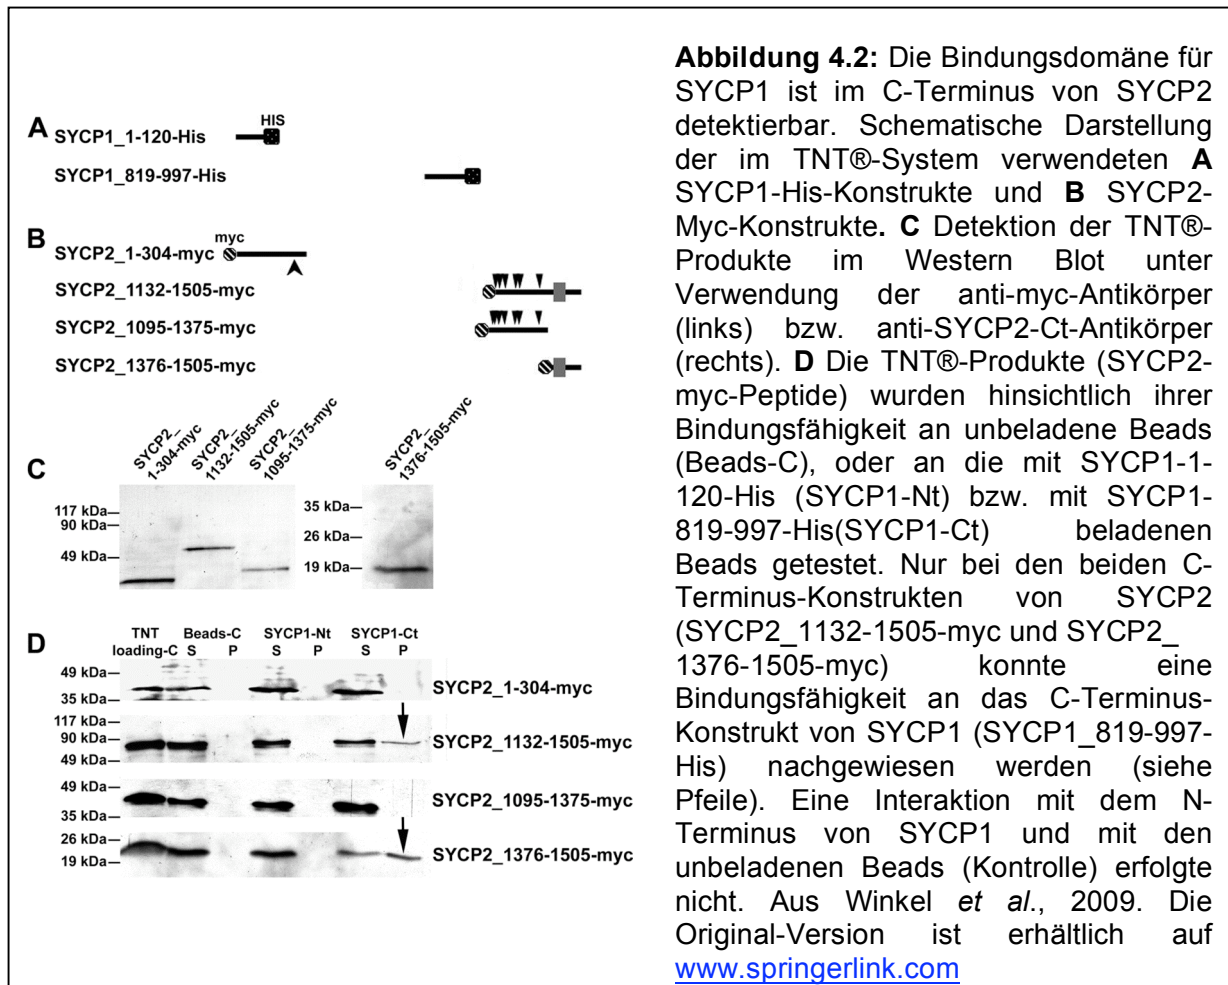 A
HIS
SYCP1_1-120-His
SYCP1_819-997-His
B
myc
SYCP2_1-304-myc
SYCP2_1132-1505-myc
SYCP2_1095-1375-myc
SYCP2_1376-1505-myc
C
SYCP2_
1-304-myc
SYCP2_
1132-1505-myc
SYCP2_
1095-1375-myc
SYCP2_
1376-1505-myc
117 kDa
90 kDa
49 kDa
35 kDa
26 kDa
19 kDa
D
TNT Beads-C SYCP1-Nt SYCP1-Ct
loading-C S P S P S P
49 kDa
35 kDa
SYCP2_1-304-myc
117 kDa
90 kDa
49 kDa
SYCP2_1132-1505-myc
49 kDa
35 kDa
SYCP2_1095-1375-myc
26 kDa
19 kDa
SYCP2_1376-1505-myc
Abbildung 4.2: Die Bindungsdomäne für
SYCP1 ist im C-Terminus von SYCP2
detektierbar. Schematische Darstellung
der im TNT®-System verwendeten A
SYCP1-His-Konstrukte und B SYCP2-
Myc-Konstrukte. C Detektion der TNT®-
Produkte im Western Blot unter
Verwendung der anti-myc-Antikörper
(links) bzw. anti-SYCP2-Ct-Antikörper
(rechts). D Die TNT®-Produkte (SYCP2-
myc-Peptide) wurden hinsichtlich ihrer
Bindungsfähigkeit an unbeladene Beads
(Beads-C), oder an die mit SYCP1-1-
120-His (SYCP1-Nt) bzw. mit SYCP1-
819-997-His(SYCP1-Ct) beladenen
Beads getestet. Nur bei den beiden C-
Terminus-Konstrukten von SYCP2
(SYCP2_1132-1505-myc und SYCP2_
1376-1505-myc) konnte eine
Bindungsfähigkeit an das C-Terminus-
Konstrukt von SYCP1 (SYCP1_819-997-
His) nachgewiesen werden (siehe
Pfeile). Eine Interaktion mit dem N-
Terminus von SYCP1 und mit den
unbeladenen Beads (Kontrolle) erfolgte
nicht. Aus Winkel et al., 2009. Die
Original-Version ist erhältlich auf
www.springerlink.com